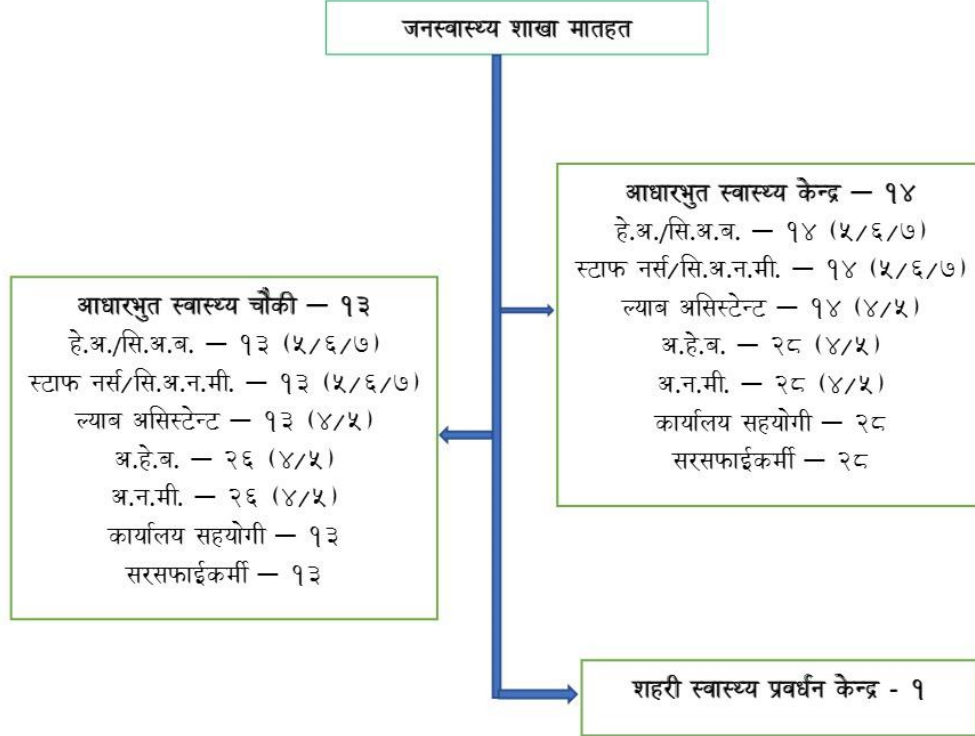 जनस्वास्थ्य शाखा मातहत
आधारभुत स्वास्थ्य केन्द्र — १४
हे.अ./सि.अ.ब. — १४ (५/६/७)
स्टाफ नर्स/सि.अ.न.मी. — १४ (५/६/७)
ल्याब असिस्टेन्ट — १४ (४/५)
अ.हे.ब. — २८ (४/५)
अ.न.मी. — २८ (४/५)
कार्यालय सहयोगी — २८
सरसफाईकर्मी — २८
आधारभुत स्वास्थ्य चौकी — १३
हे.अ./सि.अ.ब. — १३ (५/६/७)
स्टाफ नर्स/सि.अ.न.मी. — १३ (५/६/७)
ल्याब असिस्टेन्ट — १३ (४/५)
अ.हे.ब. — २६ (४/५)
अ.न.मी. — २६ (४/५)
कार्यालय सहयोगी — १३
सरसफाईकर्मी — १३
शहरी स्वास्थ्य प्रवर्धन केन्द्र - १